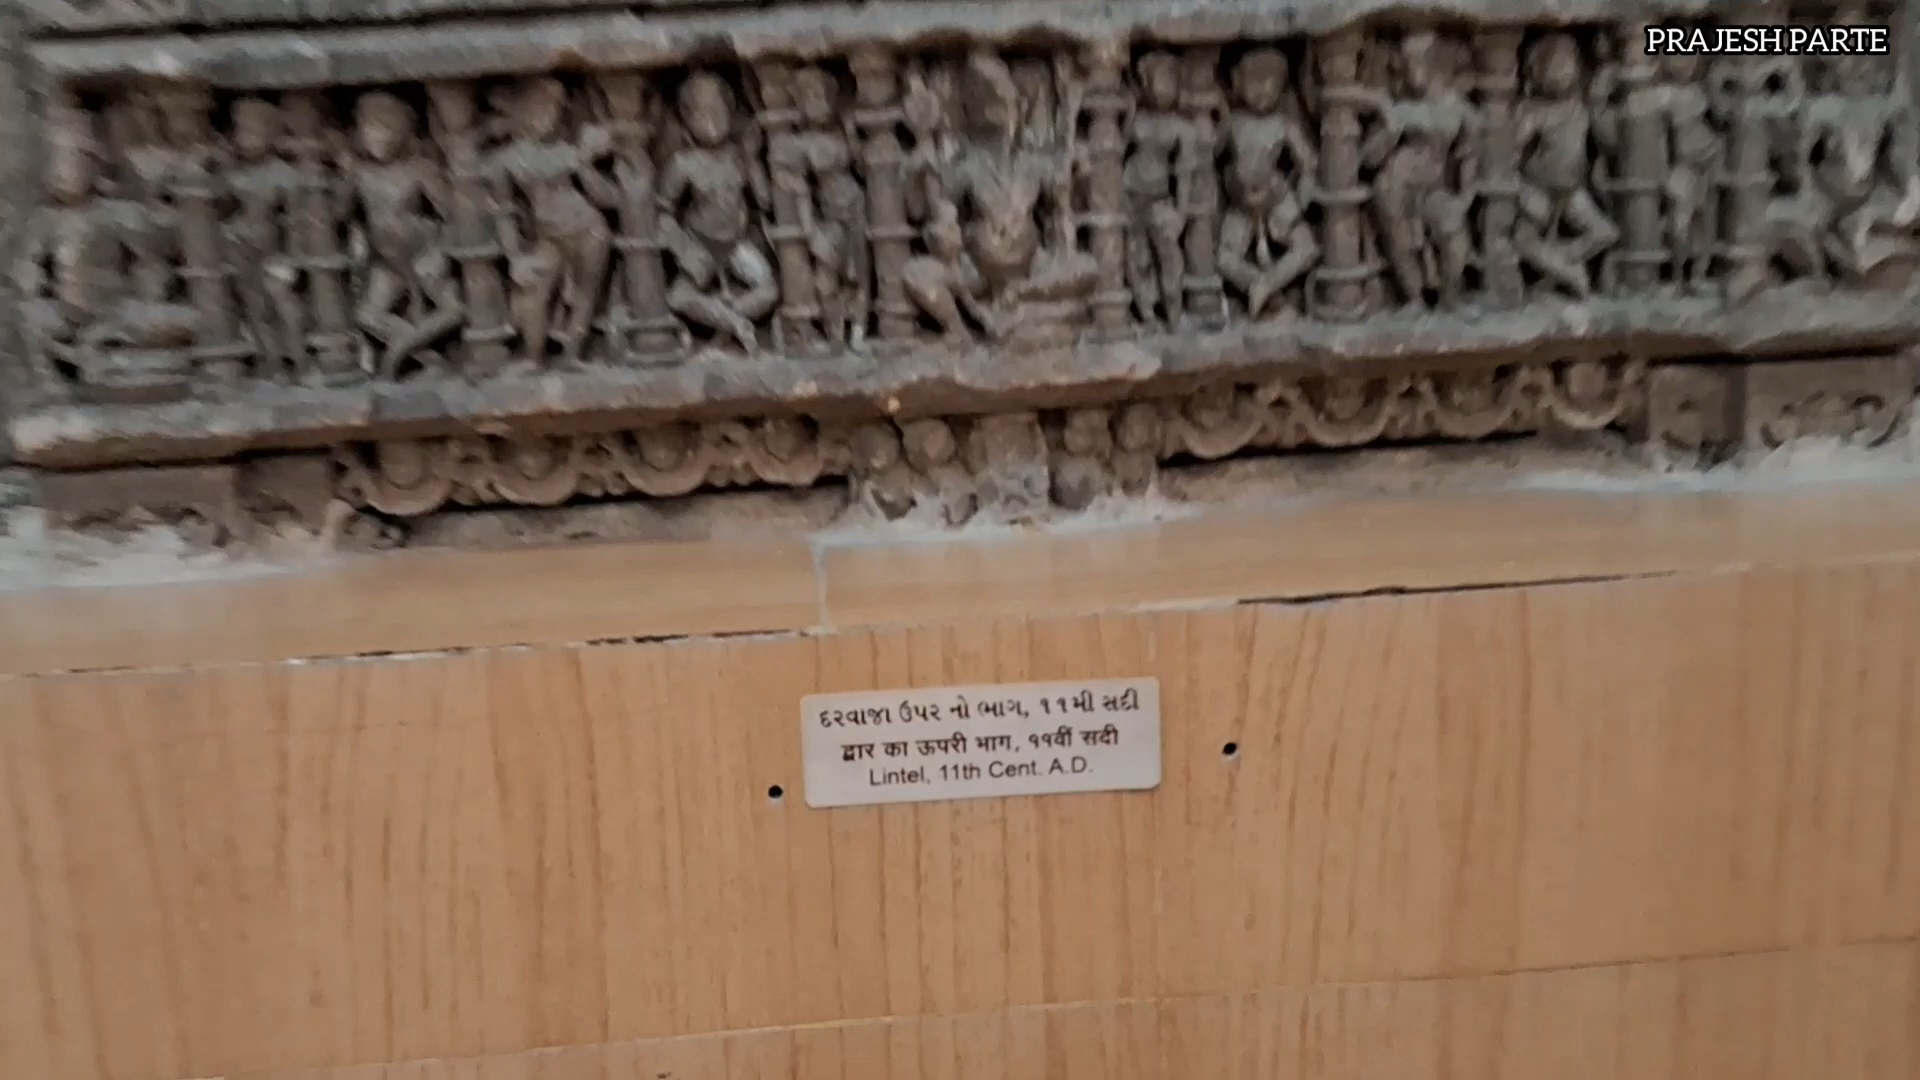 PRAJESH PARTE
દરવાજા ઉપર નો ભાગ, ૧૧મી સદી
द्वार का ऊपरी भाग, ११वीं सदी
Lintel, 11th Cent. A.D.